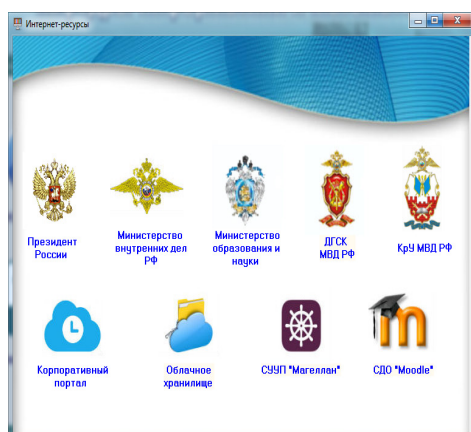 Интернет-ресурсы
Президент
России
Министерство
внутренних дел
РФ
Министерство
образования и
науки
ДГСК
МВД РФ
КрУ МВД РФ
Корпоративный
портал
Облачное
хранилище
СУУП "Магеллан"
СДО "Moodle"